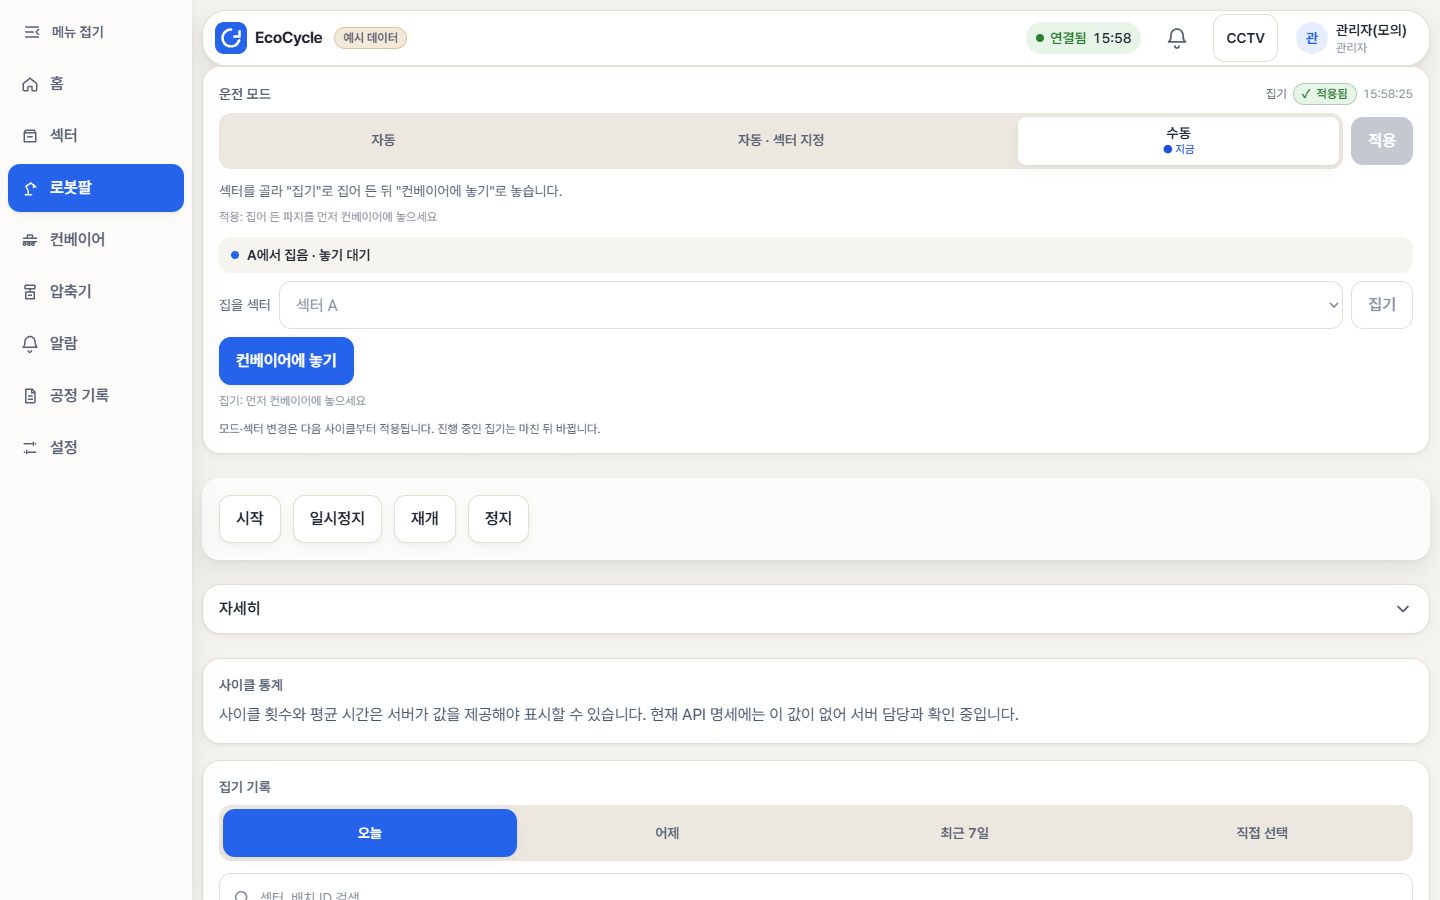 메뉴 접기
홈
섹터
로봇팔
컨베이어
압축기
알람
공정 기록
설정
EcoCycle
예시 데이터
연결됨 15:58
CCTV
관
관리자(모의)
관리자
운전 모드
집기 ✓ 적용됨 15:58:25
자동
자동 · 섹터 지정
수동
지금
적용
섹터를 골라 "집기"로 집어 든 뒤 "컨베이어에 놓기"로 놓습니다.
적용: 집어 든 파지를 먼저 컨베이어에 놓으세요
A에서 집음 · 놓기 대기
집을 섹터
섹터 A
집기
컨베이어에 놓기
집기: 먼저 컨베이어에 놓으세요
모드·섹터 변경은 다음 사이클부터 적용됩니다. 진행 중인 집기는 마친 뒤 바뀝니다.
시작
일시정지
재개
정지
자세히
사이클 통계
사이클 횟수와 평균 시간은 서버가 값을 제공해야 표시할 수 있습니다. 현재 API 명세에는 이 값이 없어 서버 담당과 확인 중입니다.
집기 기록
오늘
어제
최근 7일
직접 선택
섹터, 배치 ID 검색